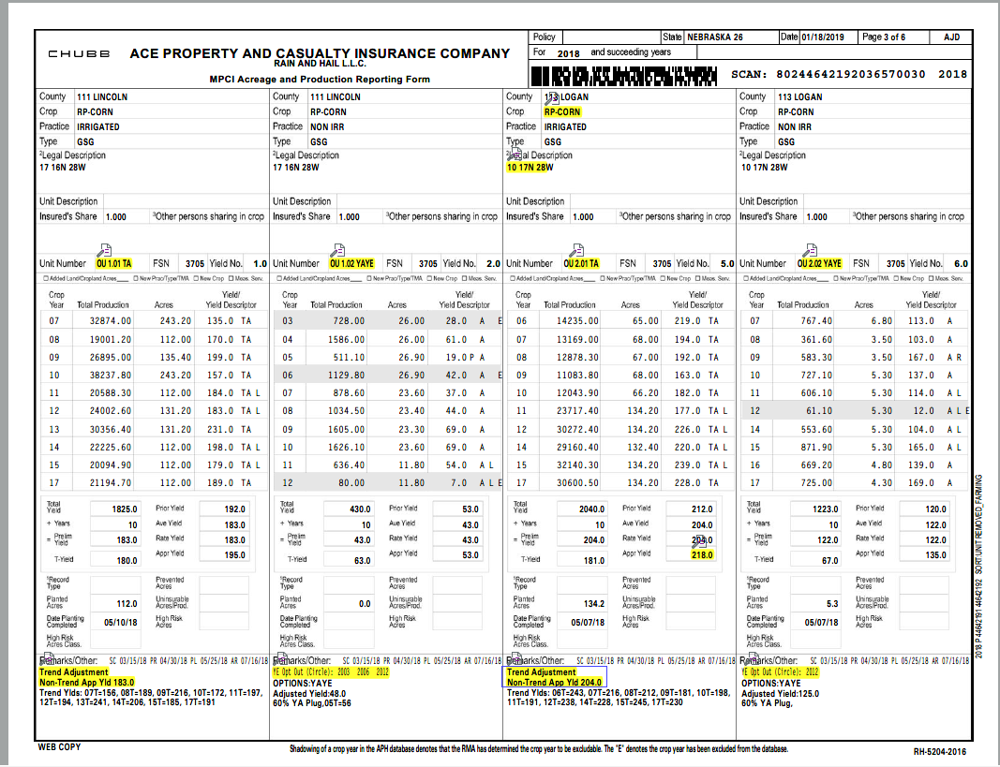 CHUBB ACE PROPERTY AND CASUALTY INSURANCE COMPANY
RAIN AND HAIL L.L.C.
MPCI Acreage and Production Reporting Form
Policy State NEBRASKA 26 Date 01/18/2019 Page 3 of 6 AJD
For 2018 and succeeding years
SCAN: 80244642192036570030 2018
County 111 LINCOLN
Crop RP-CORN
Practice IRRIGATED
Type GSG
2Legal Description
17 16N 28W
Unit Description
Insured's Share 1.000 3Other persons sharing in crop
Unit Number OU 1.01 TA FSN 3705 Yield No. 1.0
Added Land/Cropland Acres___ New Prac/Type/TMA New Crop Meas. Serv.
Crop Year Total Production Acres Yield/ Yield Descriptor
07 32874.00 243.20 135.0 TA
08 19001.20 112.00 170.0 TA
09 26895.00 135.40 199.0 TA
10 38237.80 243.20 157.0 TA
11 20588.30 112.00 184.0 TA L
12 24002.60 131.20 183.0 TA L
13 30356.40 131.20 231.0 TA
14 22225.60 112.00 198.0 TA L
15 20094.90 112.00 179.0 TA L
17 21194.70 112.00 189.0 TA
Total Yield 1825.0 Prior Yield 192.0
+ Years 10 Ave Yield 183.0
= Prelim Yield 183.0 Rate Yield 183.0
T-Yield 180.0 Appr Yield 195.0
1Record Type Prevented Acres
Planted Acres 112.0 Uninsurable Acres/Prod.
Date Planting Completed 05/10/18 High Risk Acres
High Risk Acres Class.
Remarks/Other: SC 03/15/18 PR 04/30/18 PL 05/25/18 AR 07/16/18
Trend Adjustment
Non-Trend App Yld 183.0
Trend Ylds: 07T=156, 08T=189, 09T=216, 10T=172, 11T=197,
12T=194, 13T=241, 14T=206, 15T=185, 17T=191
County 111 LINCOLN
Crop RP-CORN
Practice NON IRR
Type GSG
2Legal Description
17 16N 28W
Unit Description
Insured's Share 1.000 3Other persons sharing in crop
Unit Number OU 1.02 YAYE FSN 3705 Yield No. 2.0
Added Land/Cropland Acres___ New Prac/Type/TMA New Crop Meas. Serv.
Crop Year Total Production Acres Yield/ Yield Descriptor
03 728.00 26.00 28.0 A E
04 1586.00 26.00 61.0 A
05 511.10 26.90 19.0 P A
06 1129.80 26.90 42.0 A E
07 878.60 23.60 37.0 A
08 1034.50 23.40 44.0 A
09 1605.00 23.30 69.0 A
10 1626.10 23.60 69.0 A
11 636.40 11.80 54.0 A L
12 80.00 11.80 7.0 A L E
Total Yield 430.0 Prior Yield 53.0
+ Years 10 Ave Yield 43.0
= Prelim Yield 43.0 Rate Yield 43.0
T-Yield 63.0 Appr Yield 53.0
1Record Type Prevented Acres
Planted Acres 0.0 Uninsurable Acres/Prod.
Date Planting Completed High Risk Acres
High Risk Acres Class.
Remarks/Other: SC 03/15/18 PR 04/30/18 PL 05/25/18 AR 07/16/18
YE Opt Out (Circle): 2003 2006 2012
OPTIONS:YAYE
Adjusted Yield:48.0
60% YA Plug,05T=56
County LOGAN
Crop RP-CORN
Practice IRRIGATED
Type GSG
2Legal Description
10 17N 28W
Unit Description
Insured's Share 1.000 3Other persons sharing in crop
Unit Number OU 2.01 TA FSN 3705 Yield No. 5.0
Added Land/Cropland Acres___ New Prac/Type/TMA New Crop Meas. Serv.
Crop Year Total Production Acres Yield/ Yield Descriptor
06 14235.00 65.00 219.0 TA
07 13169.00 68.00 194.0 TA
08 12878.30 67.00 192.0 TA
09 11083.80 68.00 163.0 TA
10 12043.90 66.20 182.0 TA
11 23717.40 134.20 177.0 TA L
12 30272.40 134.20 226.0 TA L
14 29160.40 132.40 220.0 TA L
15 32140.30 134.20 239.0 TA L
17 30600.50 134.20 228.0 TA
Total Yield 2040.0 Prior Yield 212.0
+ Years 10 Ave Yield 204.0
= Prelim Yield 204.0 Rate Yield
T-Yield 181.0 Appr Yield 218.0
1Record Type Prevented Acres
Planted Acres 134.2 Uninsurable Acres/Prod.
Date Planting Completed 05/07/18 High Risk Acres
High Risk Acres Class.
Remarks/Other: SC 03/15/18 PR 04/30/18 PL 05/25/18 AR 07/16/18
Trend Adjustment
Non-Trend App Yld 204.0
Trend Ylds: 06T=243, 07T=216, 08T=212, 09T=181, 10T=198,
11T=191, 12T=238, 14T=228, 15T=245, 17T=230
County 113 LOGAN
Crop RP-CORN
Practice NON IRR
Type GSG
2Legal Description
10 17N 28W
Unit Description
Insured's Share 1.000 3Other persons sharing in crop
Unit Number OU 2.02 YAYE FSN 3705 Yield No. 6.0
Added Land/Cropland Acres___ New Prac/Type/TMA New Crop Meas. Serv.
Crop Year Total Production Acres Yield/ Yield Descriptor
07 767.40 6.80 113.0 A
08 361.60 3.50 103.0 A
09 583.30 3.50 167.0 A R
10 727.10 5.30 137.0 A
11 606.10 5.30 114.0 A L
12 61.10 5.30 12.0 A L E
14 553.60 5.30 104.0 A L
15 871.90 5.30 165.0 A L
16 669.20 4.80 139.0 A
17 725.00 4.30 169.0 A
Total Yield 1223.0 Prior Yield 120.0
+ Years 10 Ave Yield 122.0
= Prelim Yield 122.0 Rate Yield 122.0
T-Yield 67.0 Appr Yield 135.0
1Record Type Prevented Acres
Planted Acres 5.3 Uninsurable Acres/Prod.
Date Planting Completed 05/07/18 High Risk Acres
High Risk Acres Class.
Remarks/Other: SC 03/15/18 PR 04/30/18 PL 05/25/18 AR 07/16/18
YE Opt Out (Circle): 2012
OPTIONS:YAYE
Adjusted Yield:125.0
60% YA Plug,
2018 P 44642191 44642192 SORT:UNIT REMOVED_FARMING
WEB COPY
Shadowing of a crop year in the APH database denotes that the RMA has determined the crop year to be excludable. The "E" denotes the crop year has been excluded from the database.
RH-5204-2016